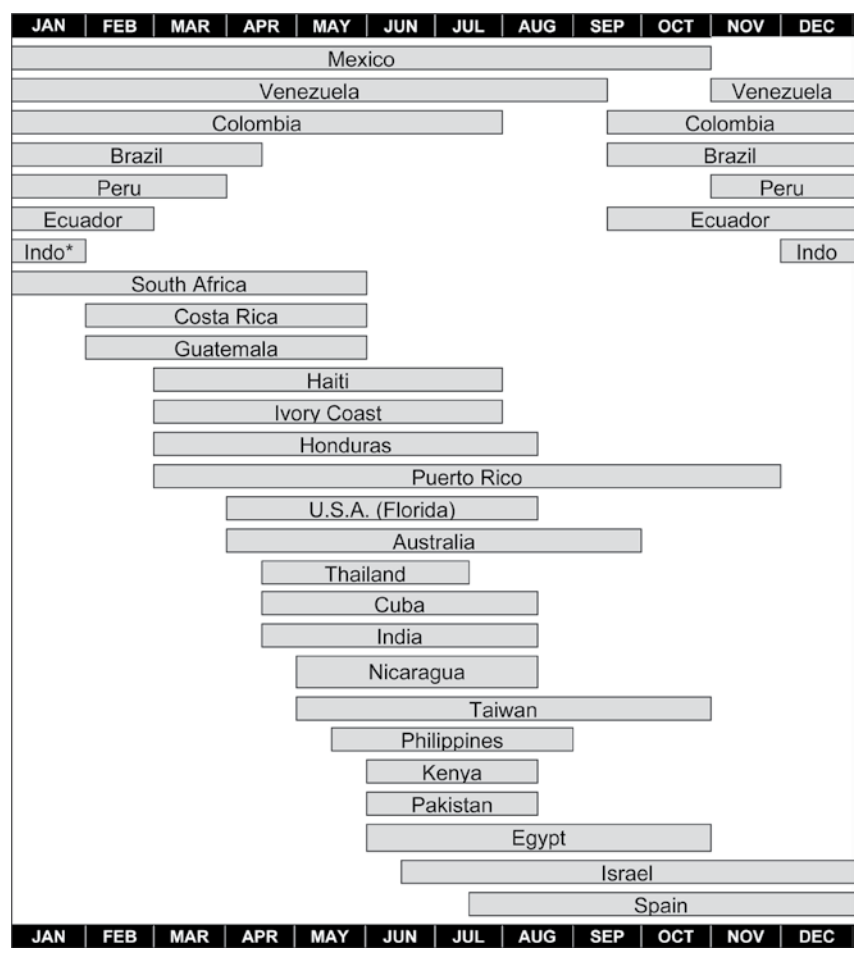 JAN FEB MAR APR MAY JUN JUL AUG SEP OCT NOV DEC
Mexico
Venezuela Venezuela
Colombia Colombia
Brazil Brazil
Peru Peru
Ecuador Ecuador
Indo* Indo
South Africa
Costa Rica
Guatemala
Haiti
Ivory Coast
Honduras
Puerto Rico
U.S.A. (Florida)
Australia
Thailand
Cuba
India
Nicaragua
Taiwan
Philippines
Kenya
Pakistan
Egypt
Israel
Spain
JAN FEB MAR APR MAY JUN JUL AUG SEP OCT NOV DEC